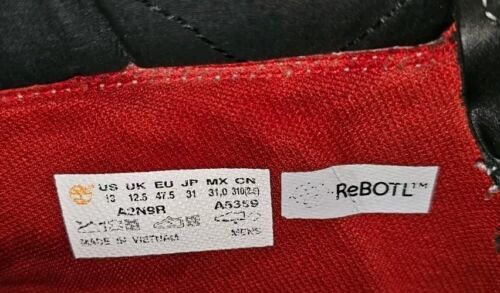 US UK EU JP MX CN
13 12.5 47.5 31 31.0 310(2.5)
A2N9R A5359
MADE IN VIETNAM MENS
ReBOTL™